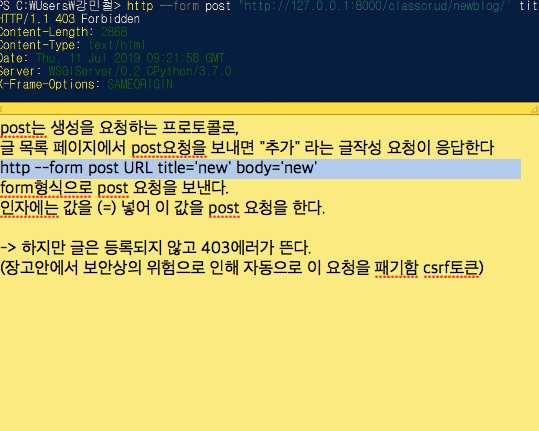 PS C:₩Users₩강민철> http --form post "http://127.0.0.1:8000/classcrud/newblog/" tit
HTTP/1.1 403 Forbidden
Content-Length: 2868
Content-Type: text/html
Date: Thu, 11 Jul 2019 09:21:58 GMT
Server: WSGIServer/0.2 CPython/3.7.0
X-Frame-Options: SAMEORIGIN
post는 생성을 요청하는 프로토콜로,
글 목록 페이지에서 post요청을 보내면 "추가" 라는 글작성 요청이 응답한다
http --form post URL title='new' body='new'
form형식으로 post 요청을 보낸다.
인자에는 값을 (=) 넣어 이 값을 post 요청을 한다.
-> 하지만 글은 등록되지 않고 403에러가 뜬다.
(장고안에서 보안상의 위험으로 인해 자동으로 이 요청을 패기함 csrf토큰)